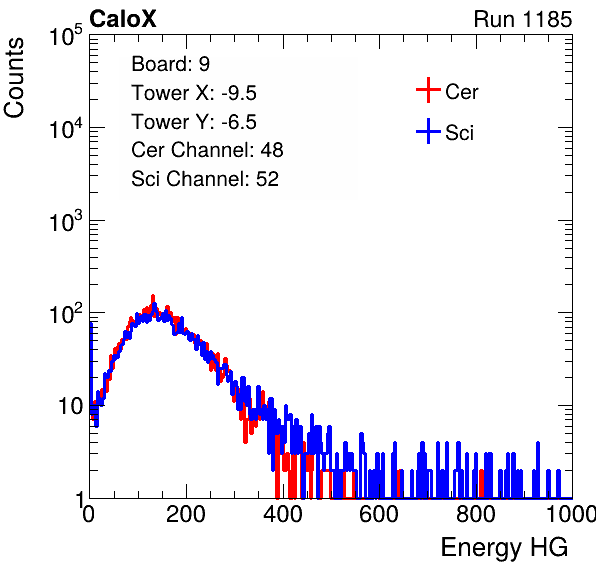 CaloX Run 1185
Counts
Board: 9
Tower X: -9.5
Tower Y: -6.5
Cer Channel: 48
Sci Channel: 52
Cer
Sci
10^5
10^4
10^3
10^2
10
1
0 200 400 600 800 1000
Energy HG